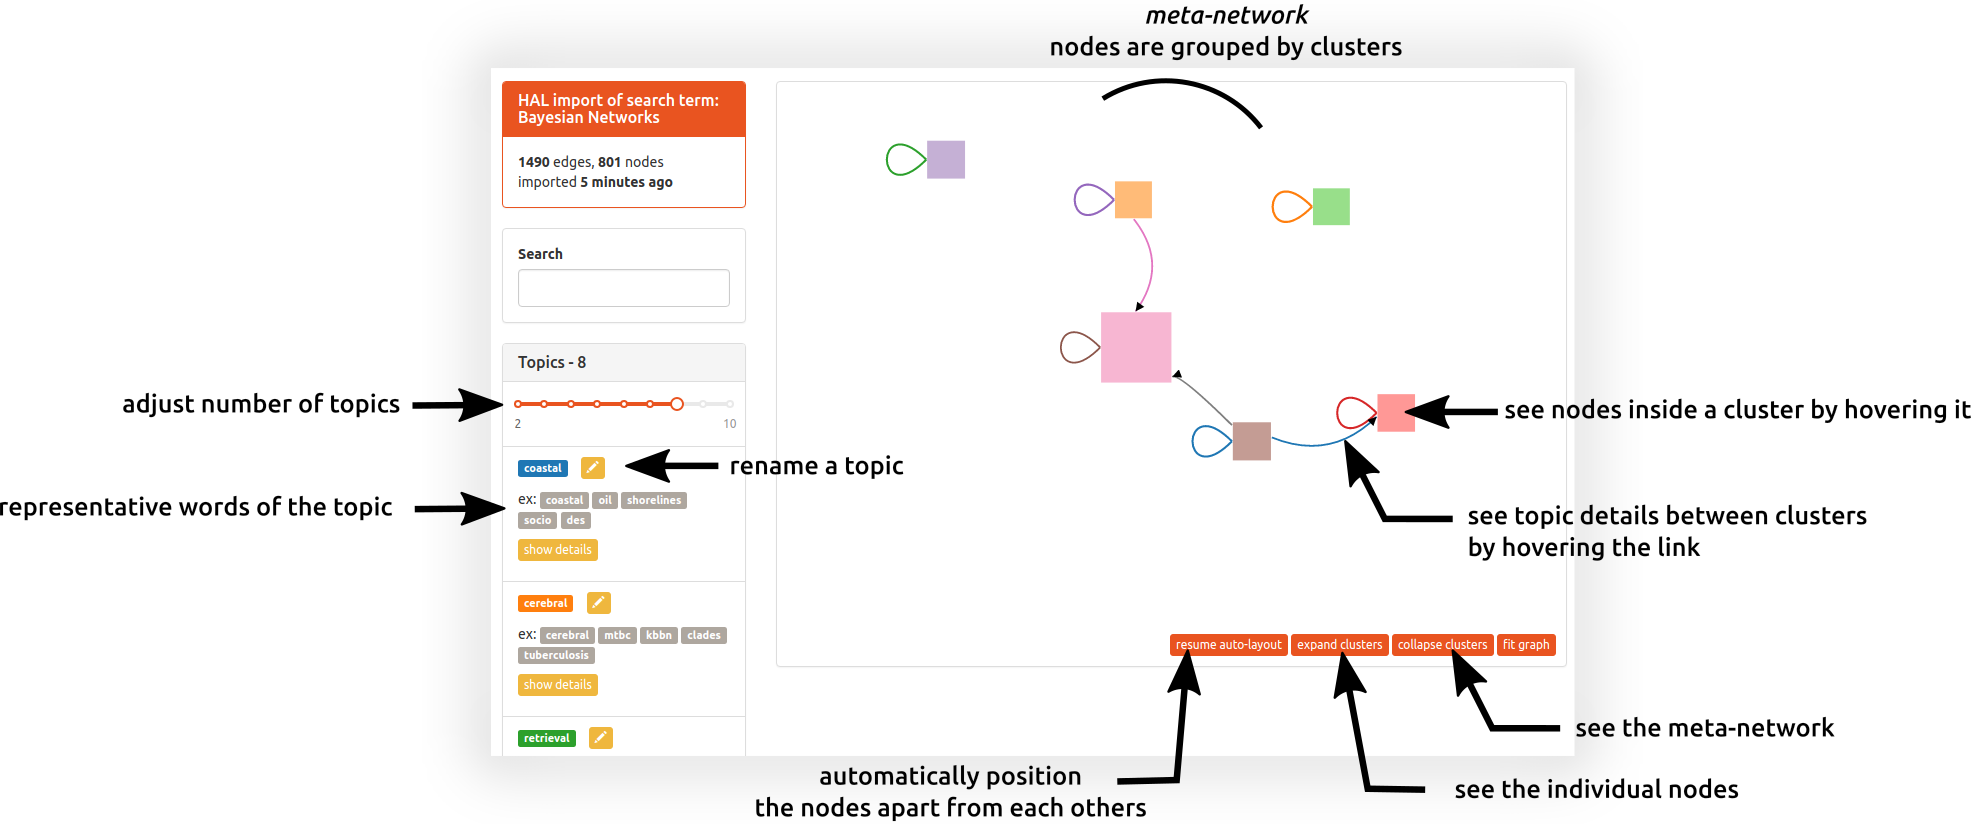 meta-network
nodes are grouped by clusters
HAL import of search term:
Bayesian Networks
1490 edges, 801 nodes
imported 5 minutes ago
Search
Topics - 8
adjust number of topics
2 10
coastal
rename a topic
representative words of the topic
ex: coastal oil shorelines
socio des
show details
cerebral
ex: cerebral mtbc kbbn clades
tuberculosis
show details
retrieval
see nodes inside a cluster by hovering it
see topic details between clusters
by hovering the link
resume auto-layout expand clusters collapse clusters fit graph
see the meta-network
automatically position
the nodes apart from each others
see the individual nodes